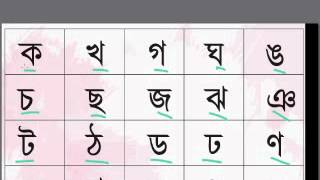 ক খ গ ঘ ঙ
চ ছ জ ঝ ঞ
ট ঠ ড ঢ ণ